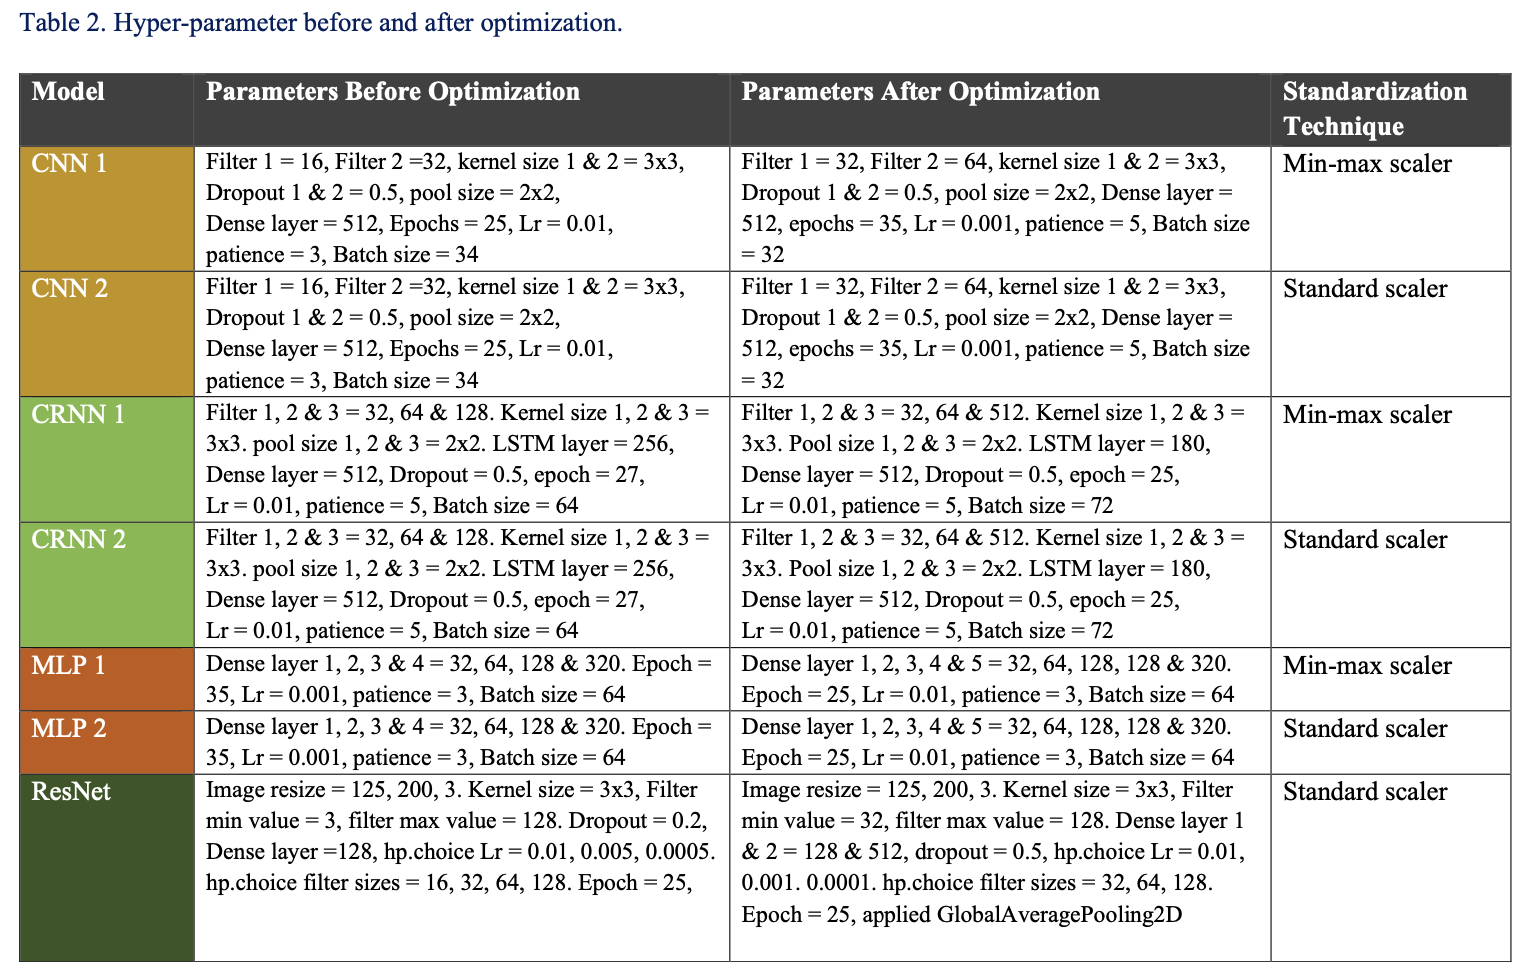 Table 2. Hyper-parameter before and after optimization.
Model
Parameters Before Optimization
Parameters After Optimization
Standardization
Technique
CNN 1
Filter 1 = 16, Filter 2 =32, kernel size 1 & 2 = 3x3,
Dropout 1 & 2 = 0.5, pool size = 2x2,
Dense layer = 512, Epochs = 25, Lr = 0.01,
patience = 3, Batch size = 34
Filter 1 = 32, Filter 2 = 64, kernel size 1 & 2 = 3x3,
Dropout 1 & 2 = 0.5, pool size = 2x2, Dense layer =
512, epochs = 35, Lr = 0.001, patience = 5, Batch size
= 32
Min-max scaler
CNN 2
Filter 1 = 16, Filter 2 =32, kernel size 1 & 2 = 3x3,
Dropout 1 & 2 = 0.5, pool size = 2x2,
Dense layer = 512, Epochs = 25, Lr = 0.01,
patience = 3, Batch size = 34
Filter 1 = 32, Filter 2 = 64, kernel size 1 & 2 = 3x3,
Dropout 1 & 2 = 0.5, pool size = 2x2, Dense layer =
512, epochs = 35, Lr = 0.001, patience = 5, Batch size
= 32
Standard scaler
CRNN 1
Filter 1, 2 & 3 = 32, 64 & 128. Kernel size 1, 2 & 3 =
3x3. pool size 1, 2 & 3 = 2x2. LSTM layer = 256,
Dense layer = 512, Dropout = 0.5, epoch = 27,
Lr = 0.01, patience = 5, Batch size = 64
Filter 1, 2 & 3 = 32, 64 & 512. Kernel size 1, 2 & 3 =
3x3. Pool size 1, 2 & 3 = 2x2. LSTM layer = 180,
Dense layer = 512, Dropout = 0.5, epoch = 25,
Lr = 0.01, patience = 5, Batch size = 72
Min-max scaler
CRNN 2
Filter 1, 2 & 3 = 32, 64 & 128. Kernel size 1, 2 & 3 =
3x3. pool size 1, 2 & 3 = 2x2. LSTM layer = 256,
Dense layer = 512, Dropout = 0.5, epoch = 27,
Lr = 0.01, patience = 5, Batch size = 64
Filter 1, 2 & 3 = 32, 64 & 512. Kernel size 1, 2 & 3 =
3x3. Pool size 1, 2 & 3 = 2x2. LSTM layer = 180,
Dense layer = 512, Dropout = 0.5, epoch = 25,
Lr = 0.01, patience = 5, Batch size = 72
Standard scaler
MLP 1
Dense layer 1, 2, 3 & 4 = 32, 64, 128 & 320. Epoch =
35, Lr = 0.001, patience = 3, Batch size = 64
Dense layer 1, 2, 3, 4 & 5 = 32, 64, 128, 128 & 320.
Epoch = 25, Lr = 0.01, patience = 3, Batch size = 64
Min-max scaler
MLP 2
Dense layer 1, 2, 3 & 4 = 32, 64, 128 & 320. Epoch =
35, Lr = 0.001, patience = 3, Batch size = 64
Dense layer 1, 2, 3, 4 & 5 = 32, 64, 128, 128 & 320.
Epoch = 25, Lr = 0.01, patience = 3, Batch size = 64
Standard scaler
ResNet
Image resize = 125, 200, 3. Kernel size = 3x3, Filter
min value = 3, filter max value = 128. Dropout = 0.2,
Dense layer =128, hp.choice Lr = 0.01, 0.005, 0.0005.
hp.choice filter sizes = 16, 32, 64, 128. Epoch = 25,
Image resize = 125, 200, 3. Kernel size = 3x3, Filter
min value = 32, filter max value = 128. Dense layer 1
& 2 = 128 & 512, dropout = 0.5, hp.choice Lr = 0.01,
0.001. 0.0001. hp.choice filter sizes = 32, 64, 128.
Epoch = 25, applied GlobalAveragePooling2D
Standard scaler